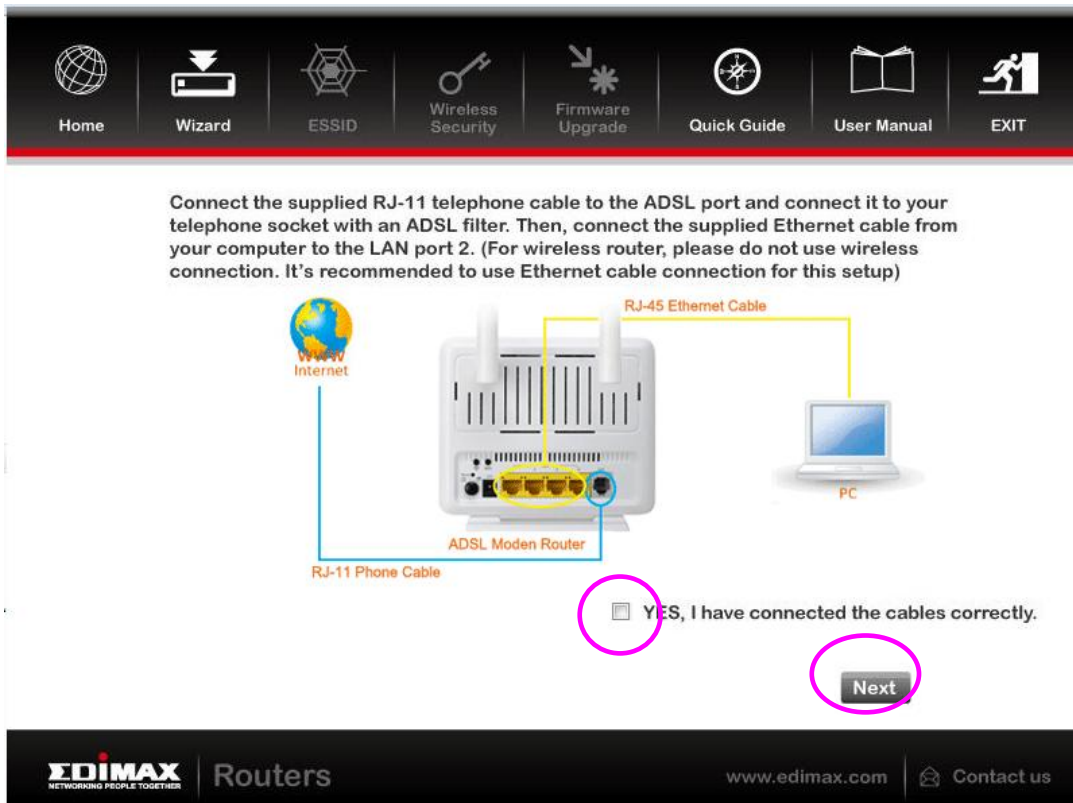 Home
Wizard
ESSID
Wireless
Security
Firmware
Upgrade
Quick Guide
User Manual
EXIT
Connect the supplied RJ-11 telephone cable to the ADSL port and connect it to your
telephone socket with an ADSL filter. Then, connect the supplied Ethernet cable from
your computer to the LAN port 2. (For wireless router, please do not use wireless
connection. It's recommended to use Ethernet cable connection for this setup)
RJ-45 Ethernet Cable
WWW
Internet
PC
ADSL Moden Router
RJ-11 Phone Cable
YES, I have connected the cables correctly.
Next
EDIMAX
NETWORKING PEOPLE TOGETHER
Routers
www.edimax.com
Contact us